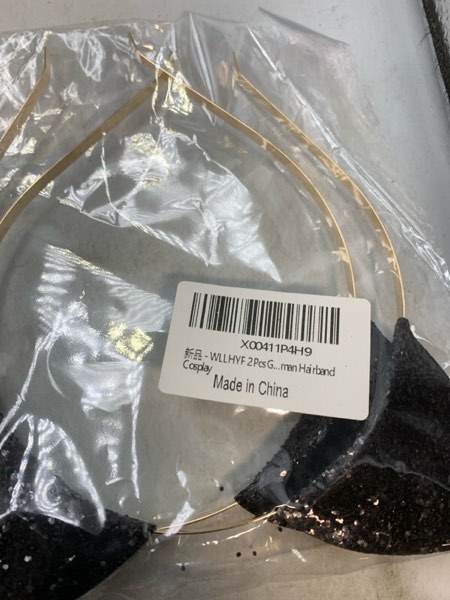 X00411P4H9
新品 - WLLHYF 2 Pcs G...man Hairband
Cosplay
Made in China